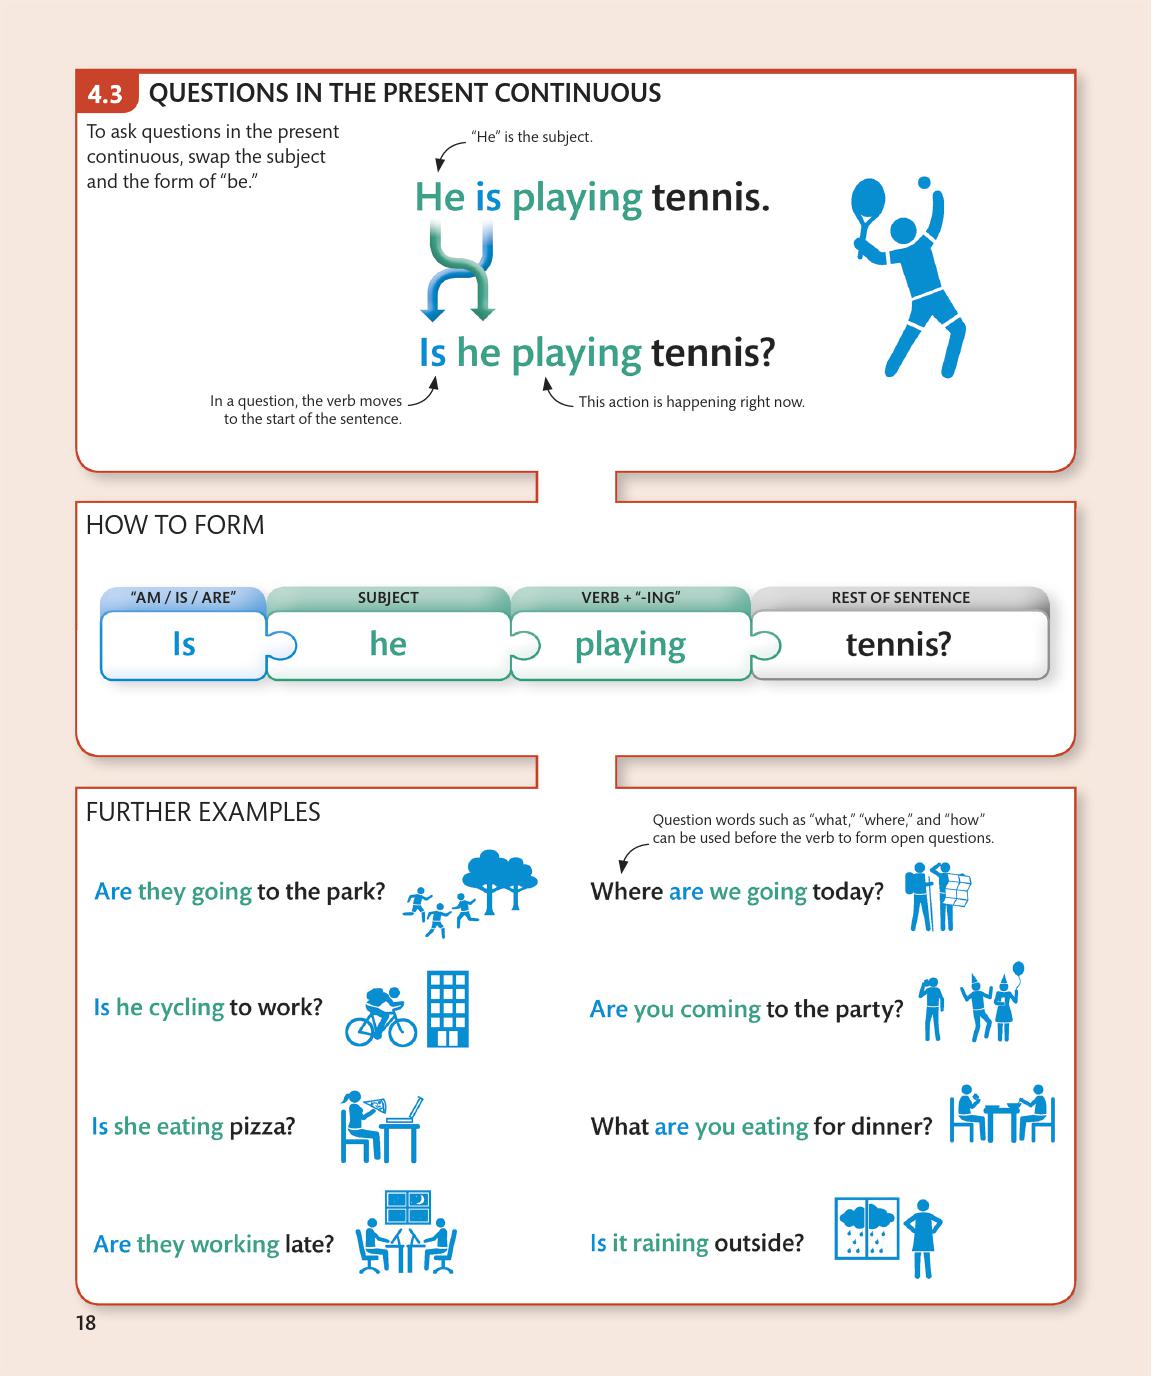 4.3 QUESTIONS IN THE PRESENT CONTINUOUS
To ask questions in the present
continuous, swap the subject
and the form of “be.”
“He” is the subject.
He is playing tennis.
Is he playing tennis?
In a question, the verb moves
to the start of the sentence.
This action is happening right now.
HOW TO FORM
“AM / IS / ARE” SUBJECT VERB + “-ING” REST OF SENTENCE
Is he playing tennis?
FURTHER EXAMPLES
Question words such as “what,” “where,” and “how”
can be used before the verb to form open questions.
Are they going to the park?
Where are we going today?
Is he cycling to work?
Are you coming to the party?
Is she eating pizza?
What are you eating for dinner?
Are they working late?
Is it raining outside?
18